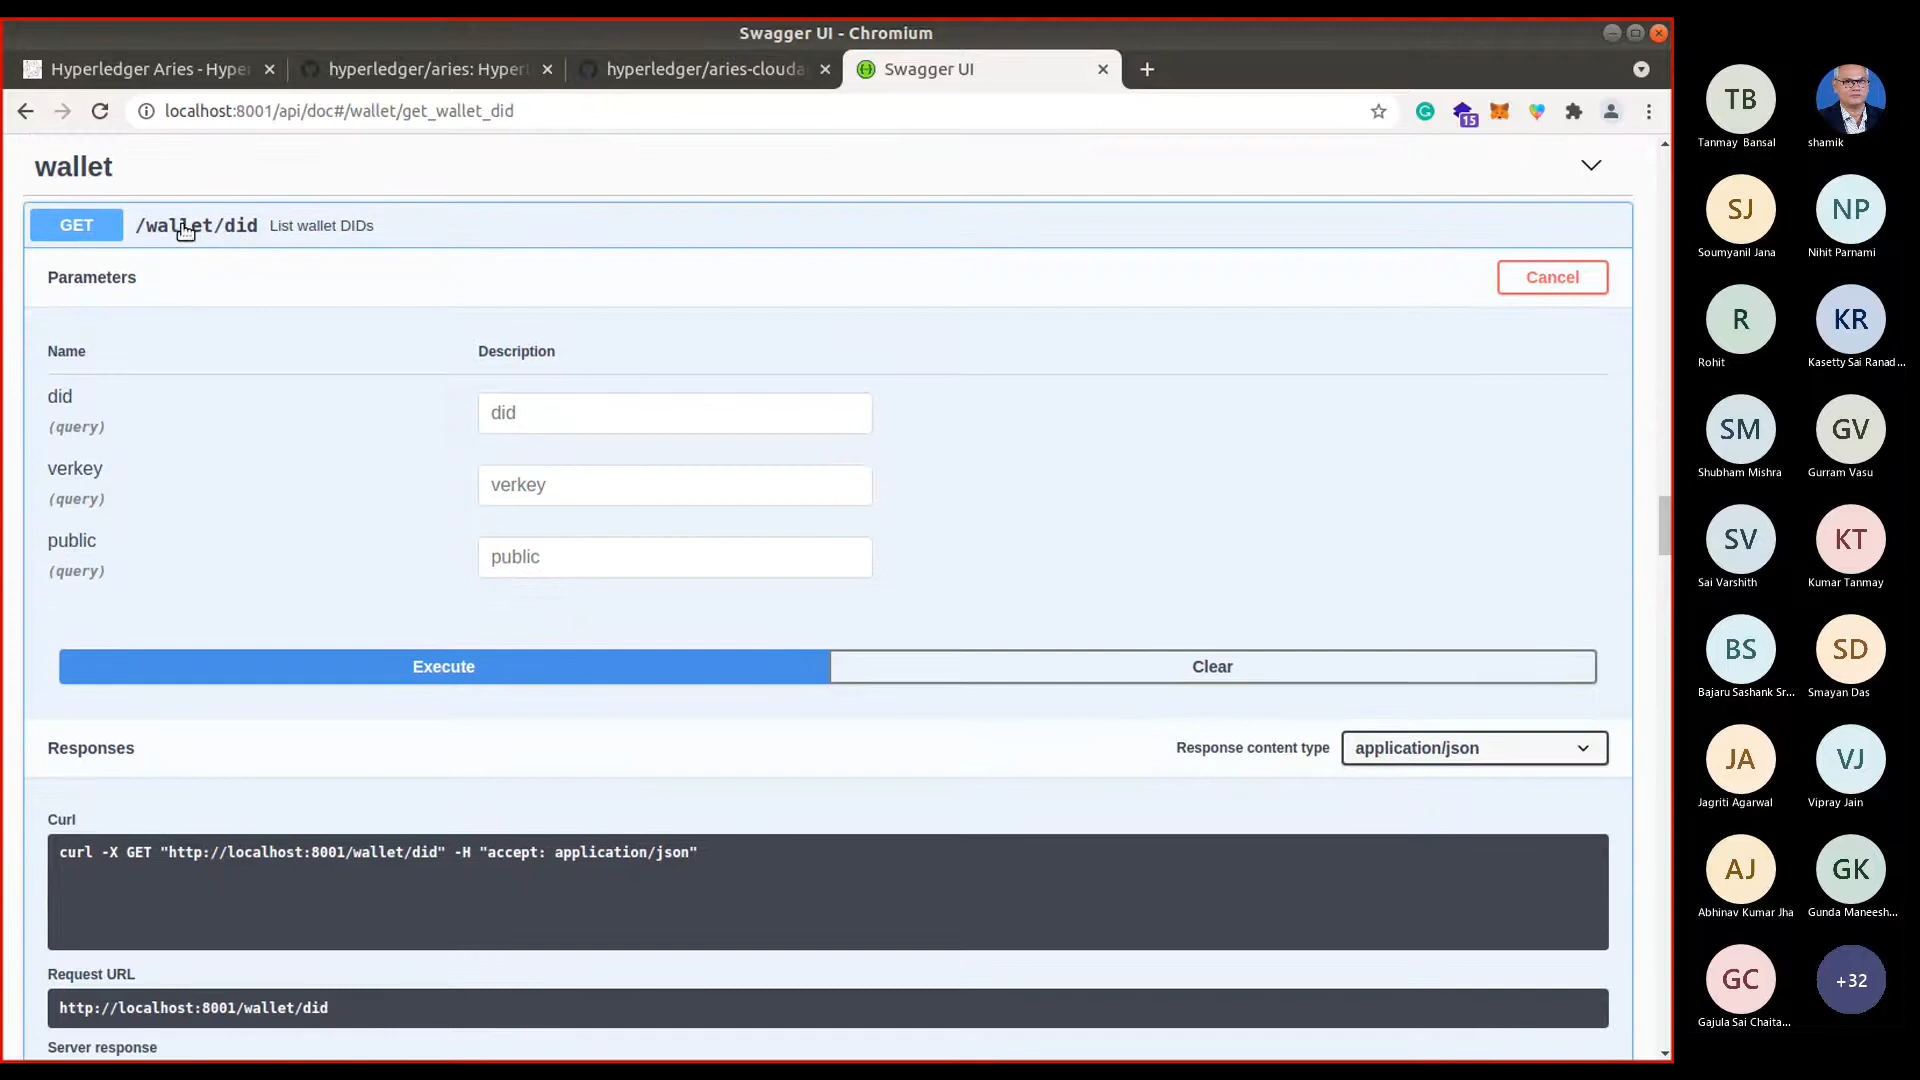 Swagger UI - Chromium
Hyperledger Aries - Hype
hyperledger/aries: Hyper
hyperledger/aries-clouda
Swagger UI
localhost:8001/api/doc#/wallet/get_wallet_did
15
wallet
GET /wallet/did List wallet DIDs
Parameters
Cancel
Name Description
did
(query)
did
verkey
(query)
verkey
public
(query)
public
Execute
Clear
Responses
Response content type
application/json
Curl
curl -X GET "http://localhost:8001/wallet/did" -H "accept: application/json"
Request URL
http://localhost:8001/wallet/did
Server response
TB
Tanmay Bansal
shamik
SJ
Soumyanil Jana
NP
Nihit Parnami
R
Rohit
KR
Kasetty Sai Ranad...
SM
Shubham Mishra
GV
Gurram Vasu
SV
Sai Varshith
KT
Kumar Tanmay
BS
Bajaru Sashank Sr...
SD
Smayan Das
JA
Jagriti Agarwal
VJ
Vipray Jain
AJ
Abhinav Kumar Jha
GK
Gunda Maneesh...
GC
Gajula Sai Chaita...
+32